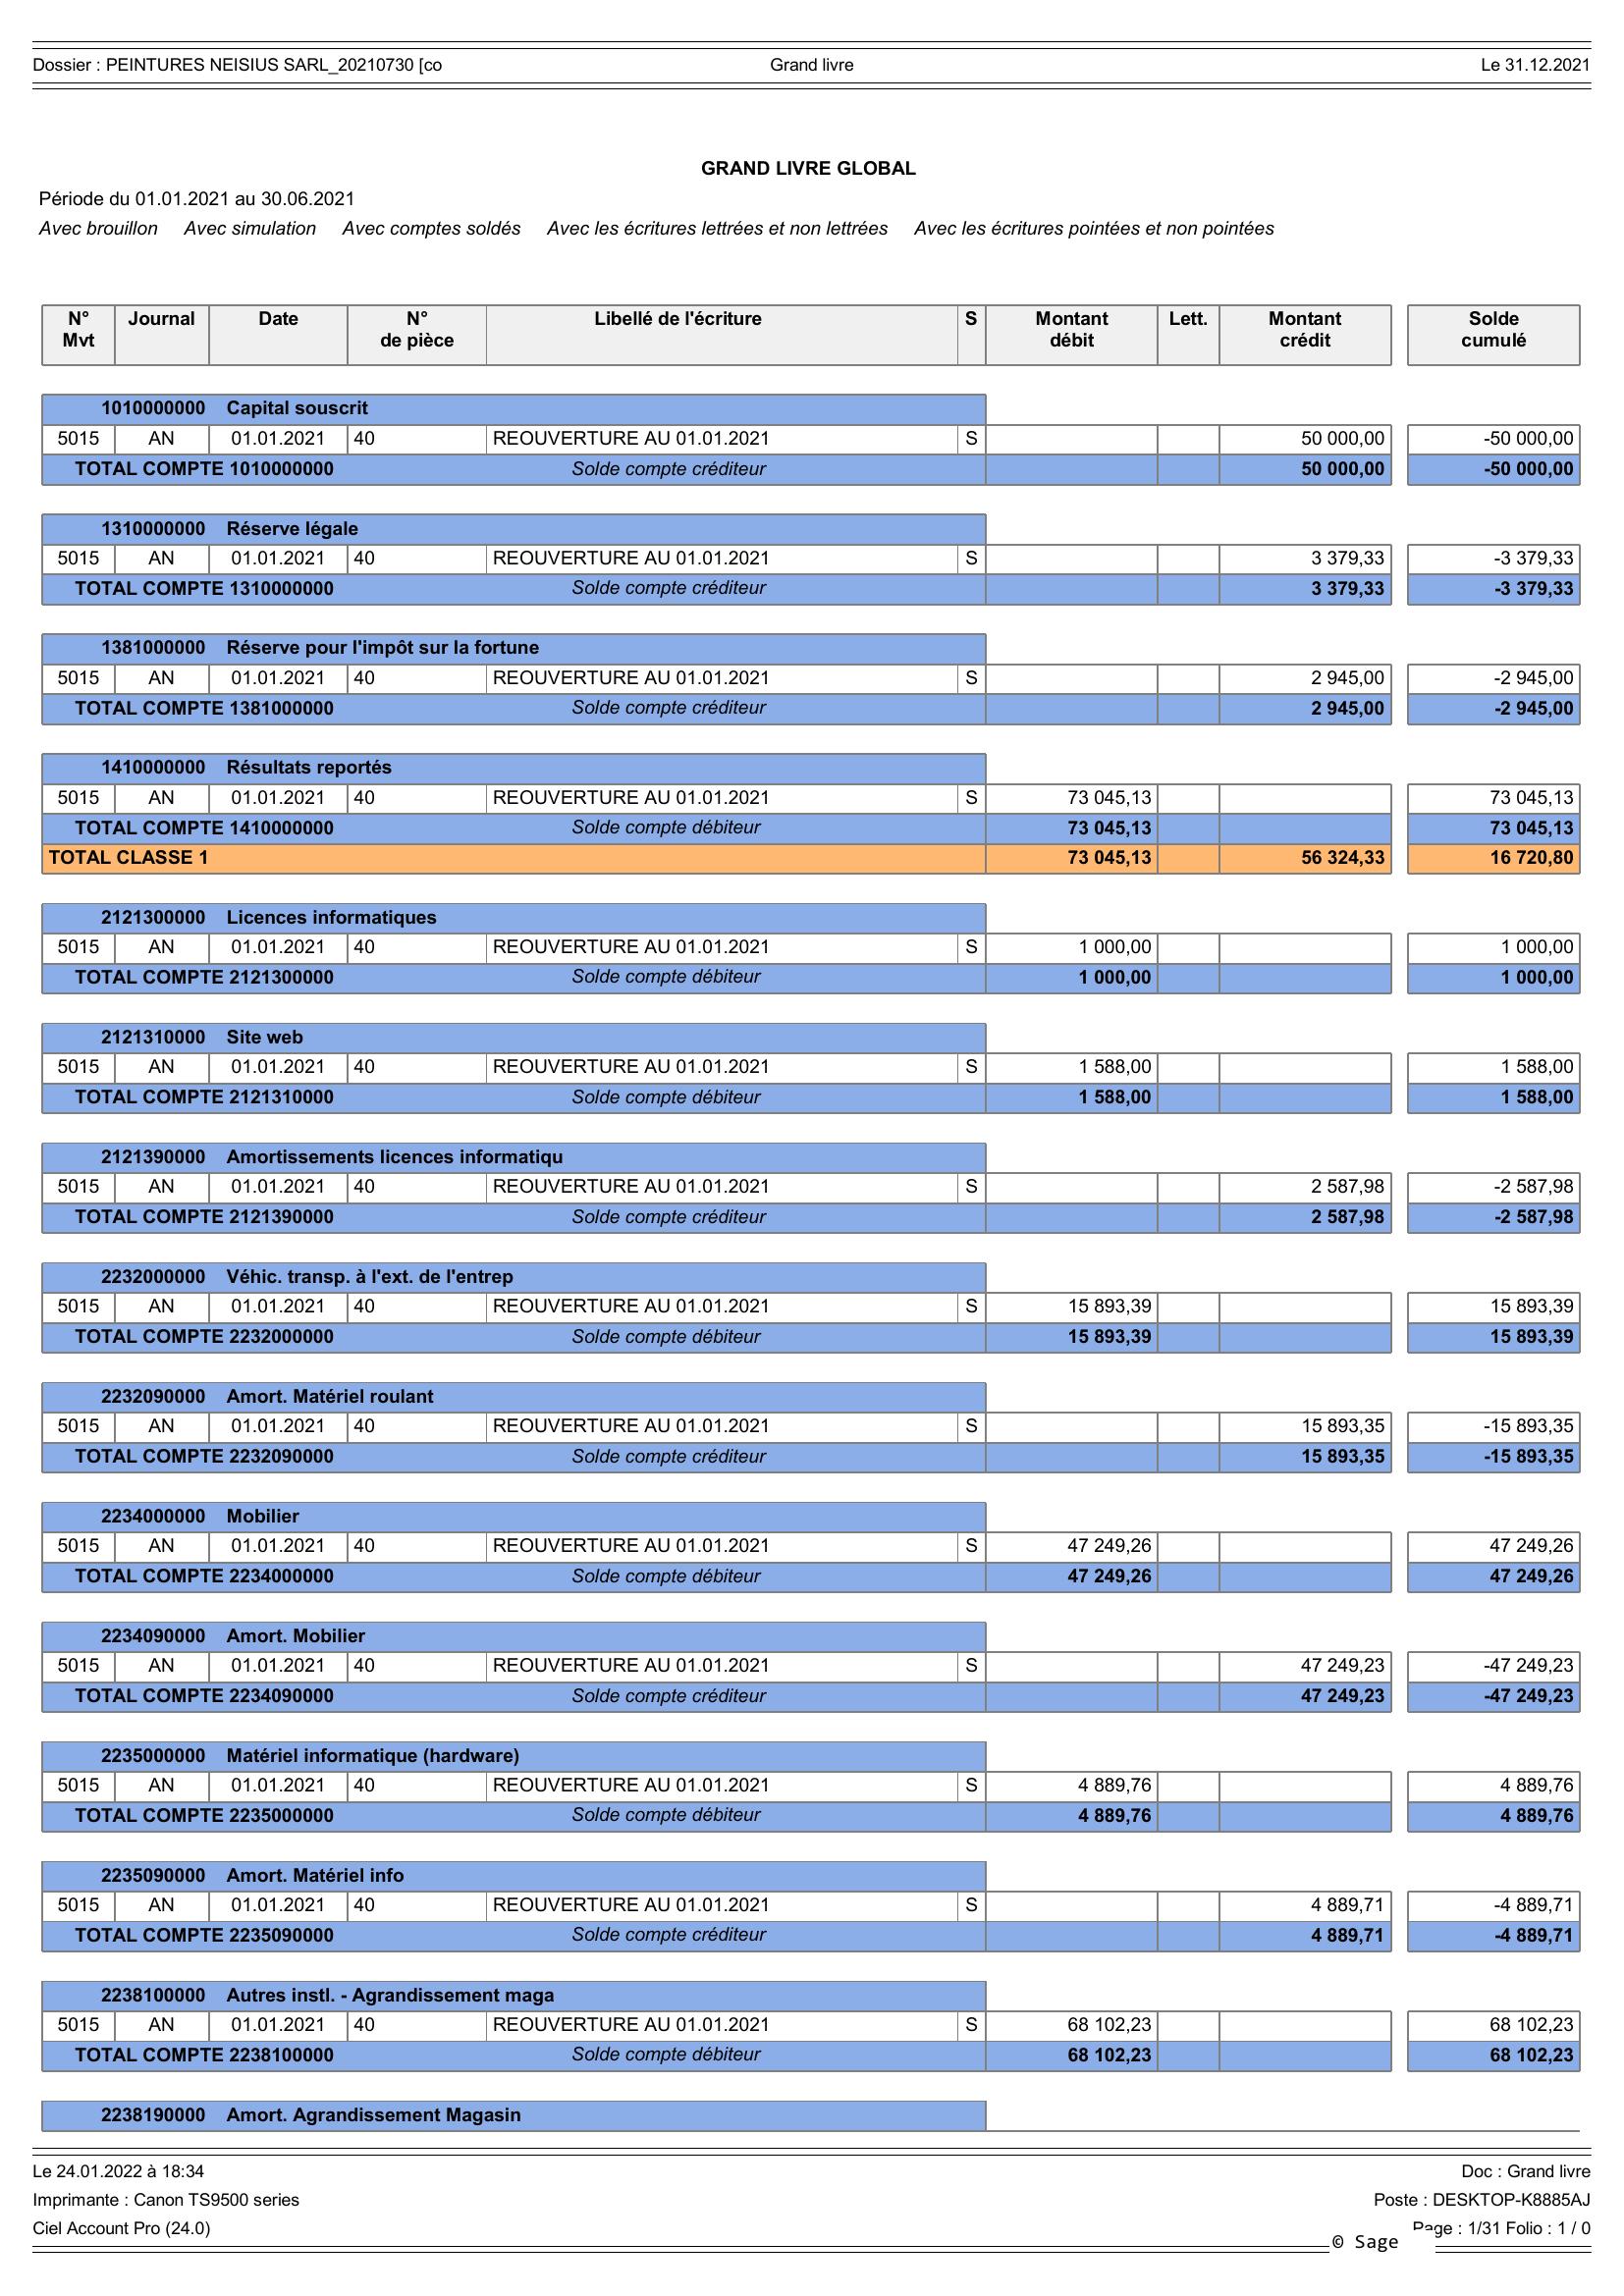 Dossier : PEINTURES NEISIUS SARL_20210730 [co Grand livre Le 31.12.2021
GRAND LIVRE GLOBAL
Période du 01.01.2021 au 30.06.2021
Avec brouillon Avec simulation Avec comptes soldés Avec les écritures lettrées et non lettrées Avec les écritures pointées et non pointées
N° Journal Date N° Libellé de l'écriture S Montant Lett. Montant Solde
Mvt de pièce débit crédit cumulé
1010000000 Capital souscrit
5015 AN 01.01.2021 40 REOUVERTURE AU 01.01.2021 S 50 000,00 -50 000,00
TOTAL COMPTE 1010000000 Solde compte créditeur 50 000,00 -50 000,00
1310000000 Réserve légale
5015 AN 01.01.2021 40 REOUVERTURE AU 01.01.2021 S 3 379,33 -3 379,33
TOTAL COMPTE 1310000000 Solde compte créditeur 3 379,33 -3 379,33
1381000000 Réserve pour l'impôt sur la fortune
5015 AN 01.01.2021 40 REOUVERTURE AU 01.01.2021 S 2 945,00 -2 945,00
TOTAL COMPTE 1381000000 Solde compte créditeur 2 945,00 -2 945,00
1410000000 Résultats reportés
5015 AN 01.01.2021 40 REOUVERTURE AU 01.01.2021 S 73 045,13 73 045,13
TOTAL COMPTE 1410000000 Solde compte débiteur 73 045,13 73 045,13
TOTAL CLASSE 1 73 045,13 56 324,33 16 720,80
2121300000 Licences informatiques
5015 AN 01.01.2021 40 REOUVERTURE AU 01.01.2021 S 1 000,00 1 000,00
TOTAL COMPTE 2121300000 Solde compte débiteur 1 000,00 1 000,00
2121310000 Site web
5015 AN 01.01.2021 40 REOUVERTURE AU 01.01.2021 S 1 588,00 1 588,00
TOTAL COMPTE 2121310000 Solde compte débiteur 1 588,00 1 588,00
2121390000 Amortissements licences informatiqu
5015 AN 01.01.2021 40 REOUVERTURE AU 01.01.2021 S 2 587,98 -2 587,98
TOTAL COMPTE 2121390000 Solde compte créditeur 2 587,98 -2 587,98
2232000000 Véhic. transp. à l'ext. de l'entrep
5015 AN 01.01.2021 40 REOUVERTURE AU 01.01.2021 S 15 893,39 15 893,39
TOTAL COMPTE 2232000000 Solde compte débiteur 15 893,39 15 893,39
2232090000 Amort. Matériel roulant
5015 AN 01.01.2021 40 REOUVERTURE AU 01.01.2021 S 15 893,35 -15 893,35
TOTAL COMPTE 2232090000 Solde compte créditeur 15 893,35 -15 893,35
2234000000 Mobilier
5015 AN 01.01.2021 40 REOUVERTURE AU 01.01.2021 S 47 249,26 47 249,26
TOTAL COMPTE 2234000000 Solde compte débiteur 47 249,26 47 249,26
2234090000 Amort. Mobilier
5015 AN 01.01.2021 40 REOUVERTURE AU 01.01.2021 S 47 249,23 -47 249,23
TOTAL COMPTE 2234090000 Solde compte créditeur 47 249,23 -47 249,23
2235000000 Matériel informatique (hardware)
5015 AN 01.01.2021 40 REOUVERTURE AU 01.01.2021 S 4 889,76 4 889,76
TOTAL COMPTE 2235000000 Solde compte débiteur 4 889,76 4 889,76
2235090000 Amort. Matériel info
5015 AN 01.01.2021 40 REOUVERTURE AU 01.01.2021 S 4 889,71 -4 889,71
TOTAL COMPTE 2235090000 Solde compte créditeur 4 889,71 -4 889,71
2238100000 Autres instl. - Agrandissement maga
5015 AN 01.01.2021 40 REOUVERTURE AU 01.01.2021 S 68 102,23 68 102,23
TOTAL COMPTE 2238100000 Solde compte débiteur 68 102,23 68 102,23
2238190000 Amort. Agrandissement Magasin
Le 24.01.2022 à 18:34 Doc : Grand livre
Imprimante : Canon TS9500 series Poste : DESKTOP-K8885AJ
Ciel Account Pro (24.0) Page : 1/31 Folio : 1 / 0
© Sage